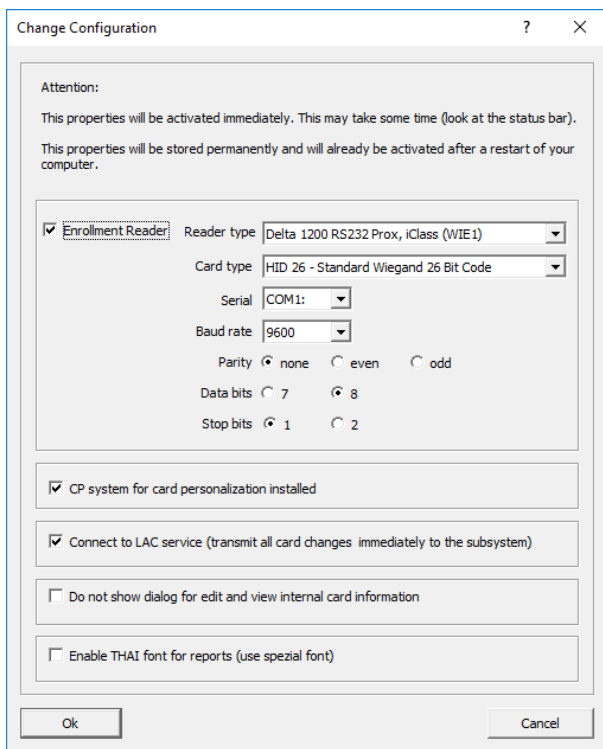 Change Configuration ?
Attention:
This properties will be activated immediately. This may take some time (look at the status bar).
This properties will be stored permanently and will already be activated after a restart of your
computer.
Enrollment Reader Reader type Delta 1200 RS232 Prox, iClass (WIE1)
Card type HID 26 - Standard Wiegand 26 Bit Code
Serial COM1:
Baud rate 9600
Parity none even odd
Data bits 7 8
Stop bits 1 2
CP system for card personalization installed
Connect to LAC service (transmit all card changes immediately to the subsystem)
Do not show dialog for edit and view internal card information
Enable THAI font for reports (use spezial font)
Ok Cancel